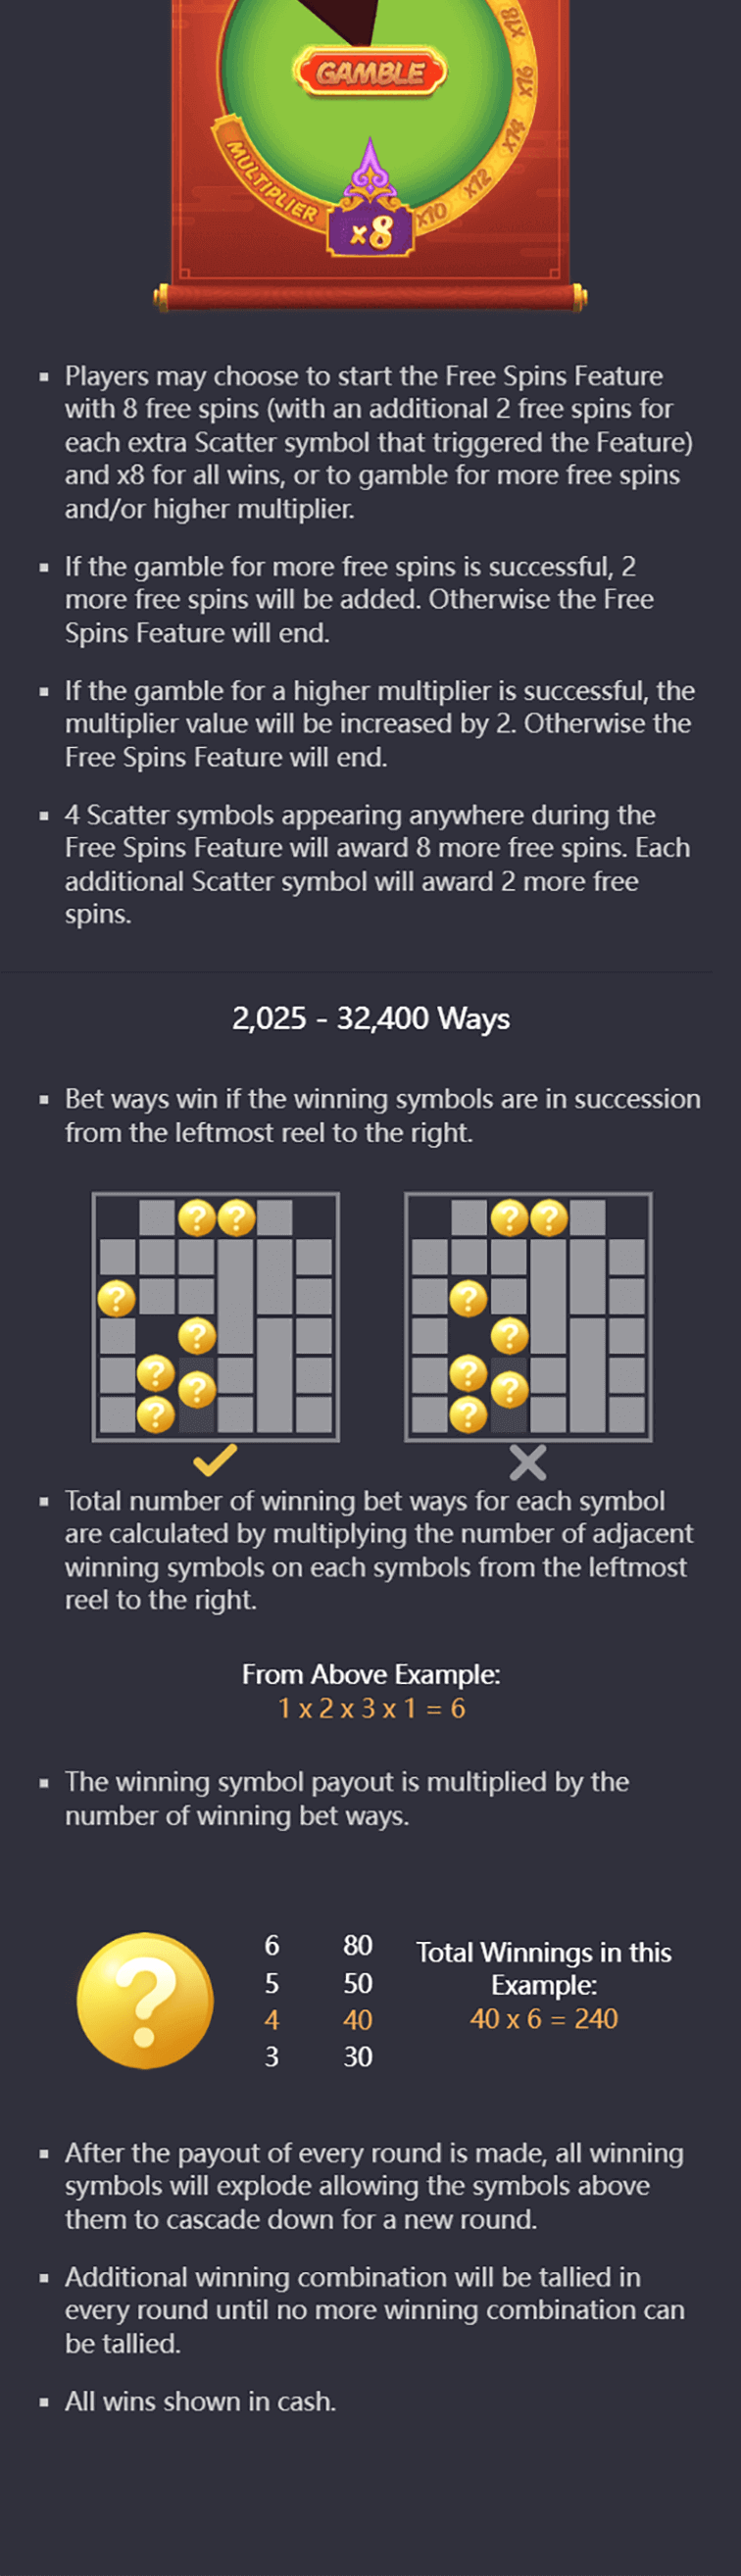 GAMBLE
x18
x16
x14
x12
x10
MULTIPLIER
x8
▪ Players may choose to start the Free Spins Feature
with 8 free spins (with an additional 2 free spins for
each extra Scatter symbol that triggered the Feature)
and x8 for all wins, or to gamble for more free spins
and/or higher multiplier.
▪ If the gamble for more free spins is successful, 2
more free spins will be added. Otherwise the Free
Spins Feature will end.
▪ If the gamble for a higher multiplier is successful, the
multiplier value will be increased by 2. Otherwise the
Free Spins Feature will end.
▪ 4 Scatter symbols appearing anywhere during the
Free Spins Feature will award 8 more free spins. Each
additional Scatter symbol will award 2 more free
spins.
2,025 - 32,400 Ways
▪ Bet ways win if the winning symbols are in succession
from the leftmost reel to the right.
? ? ? ?
? ?
? ?
? ?
? ?
? ?
▪ Total number of winning bet ways for each symbol
are calculated by multiplying the number of adjacent
winning symbols on each symbols from the leftmost
reel to the right.
From Above Example:
1 x 2 x 3 x 1 = 6
▪ The winning symbol payout is multiplied by the
number of winning bet ways.
?
6 80
5 50
4 40
3 30
Total Winnings in this
Example:
40 x 6 = 240
▪ After the payout of every round is made, all winning
symbols will explode allowing the symbols above
them to cascade down for a new round.
▪ Additional winning combination will be tallied in
every round until no more winning combination can
be tallied.
▪ All wins shown in cash.